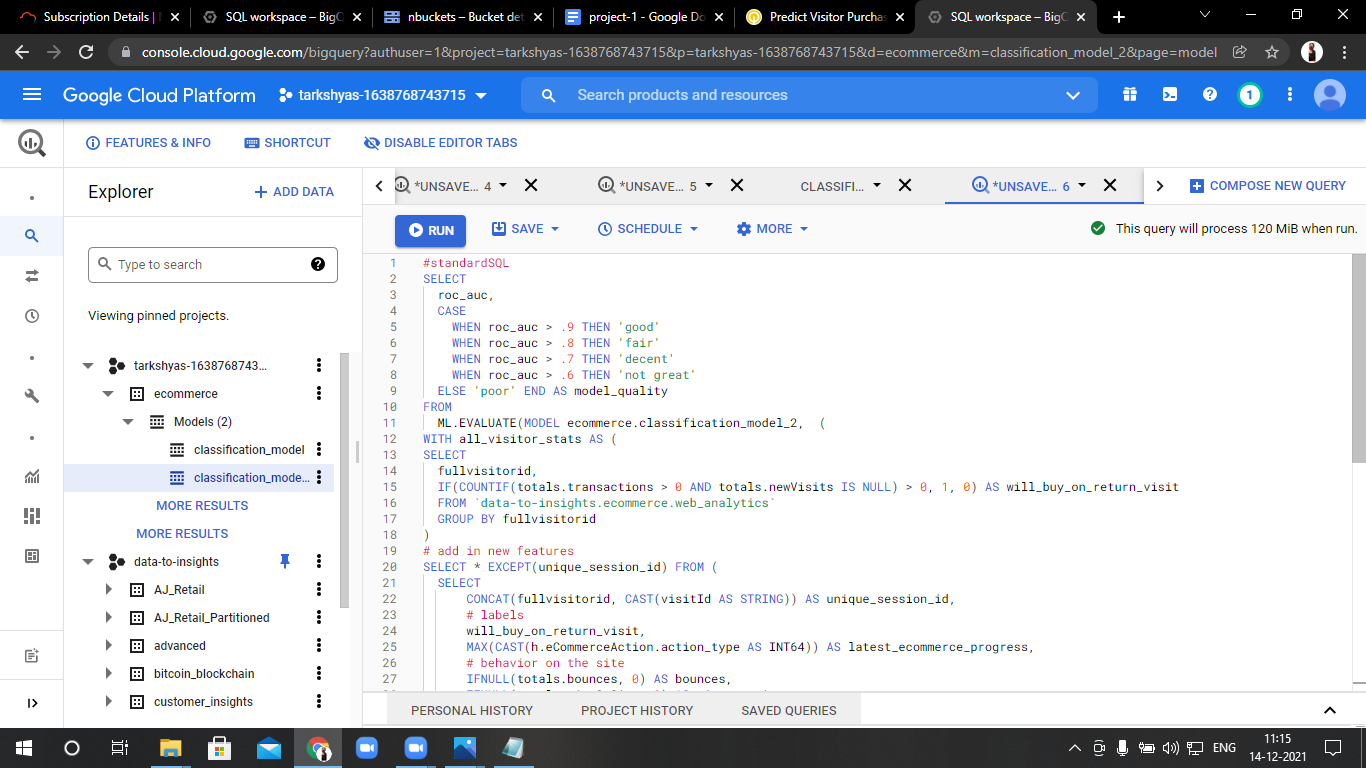 Subscription Details |
SQL workspace – BigQ
nbuckets – Bucket det
project-1 - Google Do
Predict Visitor Purchas
SQL workspace – BigQ
console.cloud.google.com/bigquery?authuser=1&project=tarkshyas-1638768743715&p=tarkshyas-1638768743715&d=ecommerce&m=classification_model_2&page=model
Google Cloud Platform
tarkshyas-1638768743715
Search products and resources
1
FEATURES & INFO
SHORTCUT
DISABLE EDITOR TABS
Explorer
+ ADD DATA
Type to search
Viewing pinned projects.
tarkshyas-1638768743...
ecommerce
Models (2)
classification_model
classification_mode...
MORE RESULTS
MORE RESULTS
data-to-insights
AJ_Retail
AJ_Retail_Partitioned
advanced
bitcoin_blockchain
customer_insights
*UNSAVE... 4
*UNSAVE... 5
CLASSIFI...
*UNSAVE... 6
COMPOSE NEW QUERY
RUN
SAVE
SCHEDULE
MORE
This query will process 120 MiB when run.
1 #standardSQL
2 SELECT
3 roc_auc,
4 CASE
5 WHEN roc_auc > .9 THEN 'good'
6 WHEN roc_auc > .8 THEN 'fair'
7 WHEN roc_auc > .7 THEN 'decent'
8 WHEN roc_auc > .6 THEN 'not great'
9 ELSE 'poor' END AS model_quality
10 FROM
11 ML.EVALUATE(MODEL ecommerce.classification_model_2, (
12 WITH all_visitor_stats AS (
13 SELECT
14 fullvisitorid,
15 IF(COUNTIF(totals.transactions > 0 AND totals.newVisits IS NULL) > 0, 1, 0) AS will_buy_on_return_visit
16 FROM `data-to-insights.ecommerce.web_analytics`
17 GROUP BY fullvisitorid
18 )
19 # add in new features
20 SELECT * EXCEPT(unique_session_id) FROM (
21 SELECT
22 CONCAT(fullvisitorid, CAST(visitId AS STRING)) AS unique_session_id,
23 # labels
24 will_buy_on_return_visit,
25 MAX(CAST(h.eCommerceAction.action_type AS INT64)) AS latest_ecommerce_progress,
26 # behavior on the site
27 IFNULL(totals.bounces, 0) AS bounces,
PERSONAL HISTORY
PROJECT HISTORY
SAVED QUERIES
ENG
11:15
14-12-2021